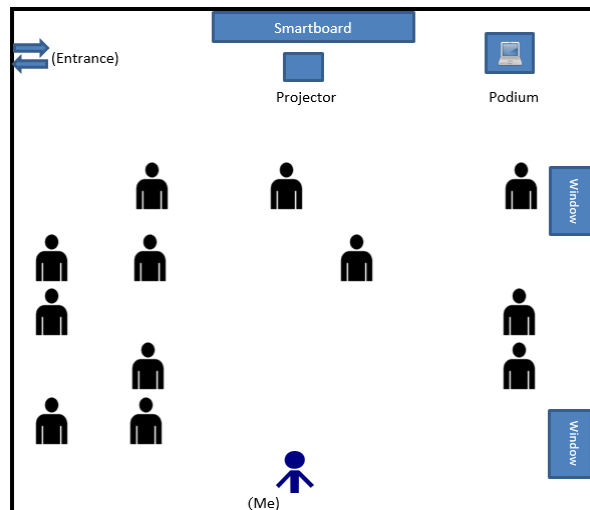 Smartboard
(Entrance)
Projector
Podium
Window
Window
(Me)